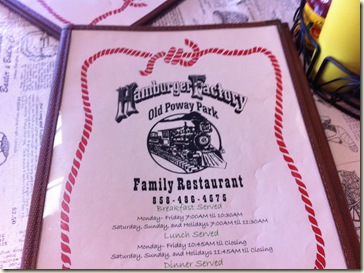 Hamburger Factory
Old Poway Park
Family Restaurant
858-486-4575
Breakfast Served
Monday- Friday 7:00AM til 10:30AM
Saturday, Sunday, and Holidays 7:00AM til 11:30AM
Lunch Served
Monday- Friday 10:45AM til Closing
Saturday, Sunday, and Holidays 11:45AM til Closing
Dinner Served